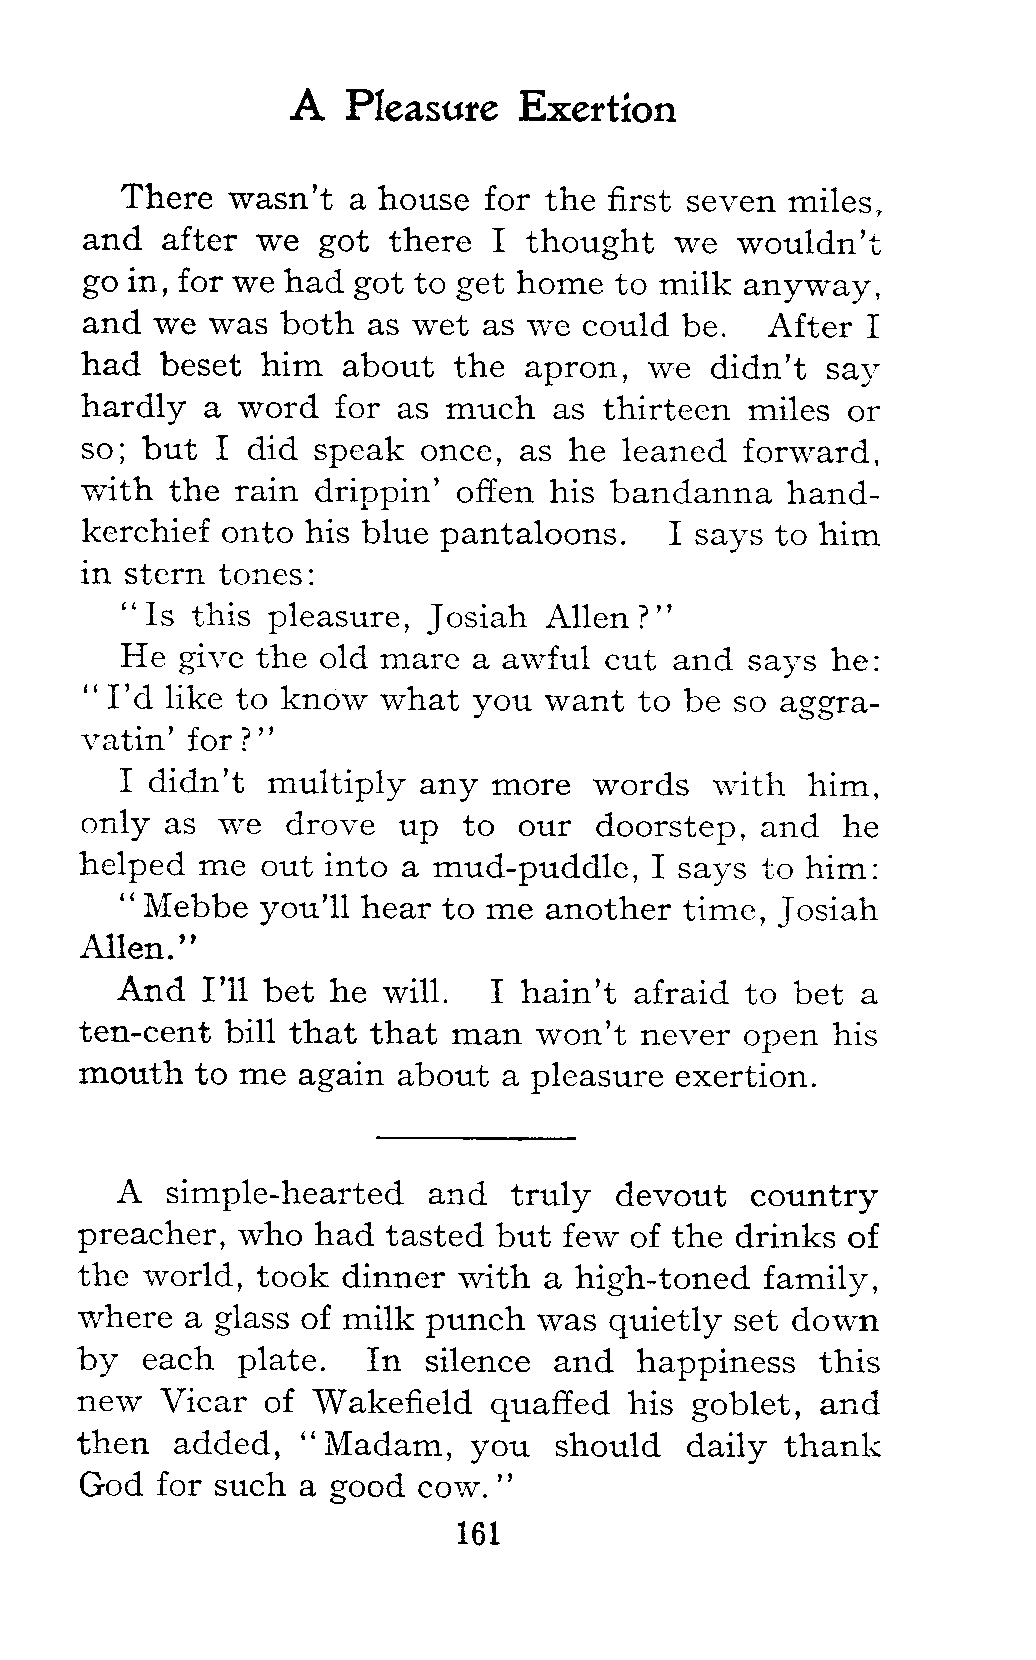 A Pleasure Exertion
There wasn't a house for the first seven miles,
and after we got there I thought we wouldn't
go in, for we had got to get home to milk anyway,
and we was both as wet as we could be. After I
had beset him about the apron, we didn't say
hardly a word for as much as thirteen miles or
so; but I did speak once, as he leaned forward,
with the rain drippin' offen his bandanna hand-
kerchief onto his blue pantaloons. I says to him
in stern tones:
"Is this pleasure, Josiah Allen?"
He give the old mare a awful cut and says he:
"I'd like to know what you want to be so aggra-
vatin' for?"
I didn't multiply any more words with him,
only as we drove up to our doorstep, and he
helped me out into a mud-puddle, I says to him:
"Mebbe you'll hear to me another time, Josiah
Allen."
And I'll bet he will. I hain't afraid to bet a
ten-cent bill that that man won't never open his
mouth to me again about a pleasure exertion.
A simple-hearted and truly devout country
preacher, who had tasted but few of the drinks of
the world, took dinner with a high-toned family,
where a glass of milk punch was quietly set down
by each plate. In silence and happiness this
new Vicar of Wakefield quaffed his goblet, and
then added, "Madam, you should daily thank
God for such a good cow."
161